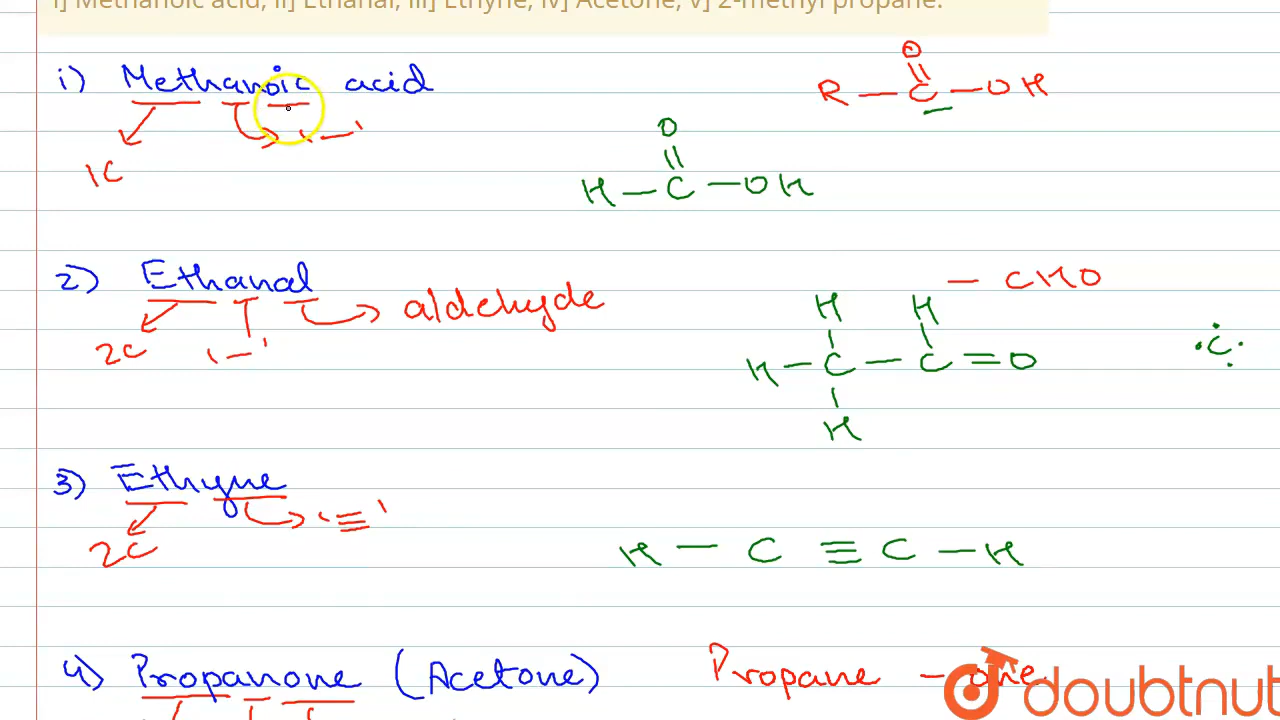 i] Methanoic acid, ii] Ethanal, iii] Ethyne, iv] Acetone, v] 2-methyl propane.
i) Methanoic acid
1C
'—'
O
||
R — C — OH
O
||
H — C — OH
2) Ethanal
aldehyde
2C
'—'
— CHO
H H
| |
H — C — C = O
|
H
C
3) Ethyne
2C
'≡'
H — C ≡ C — H
4) Propanone (Acetone)
Propane - one
doubtnut